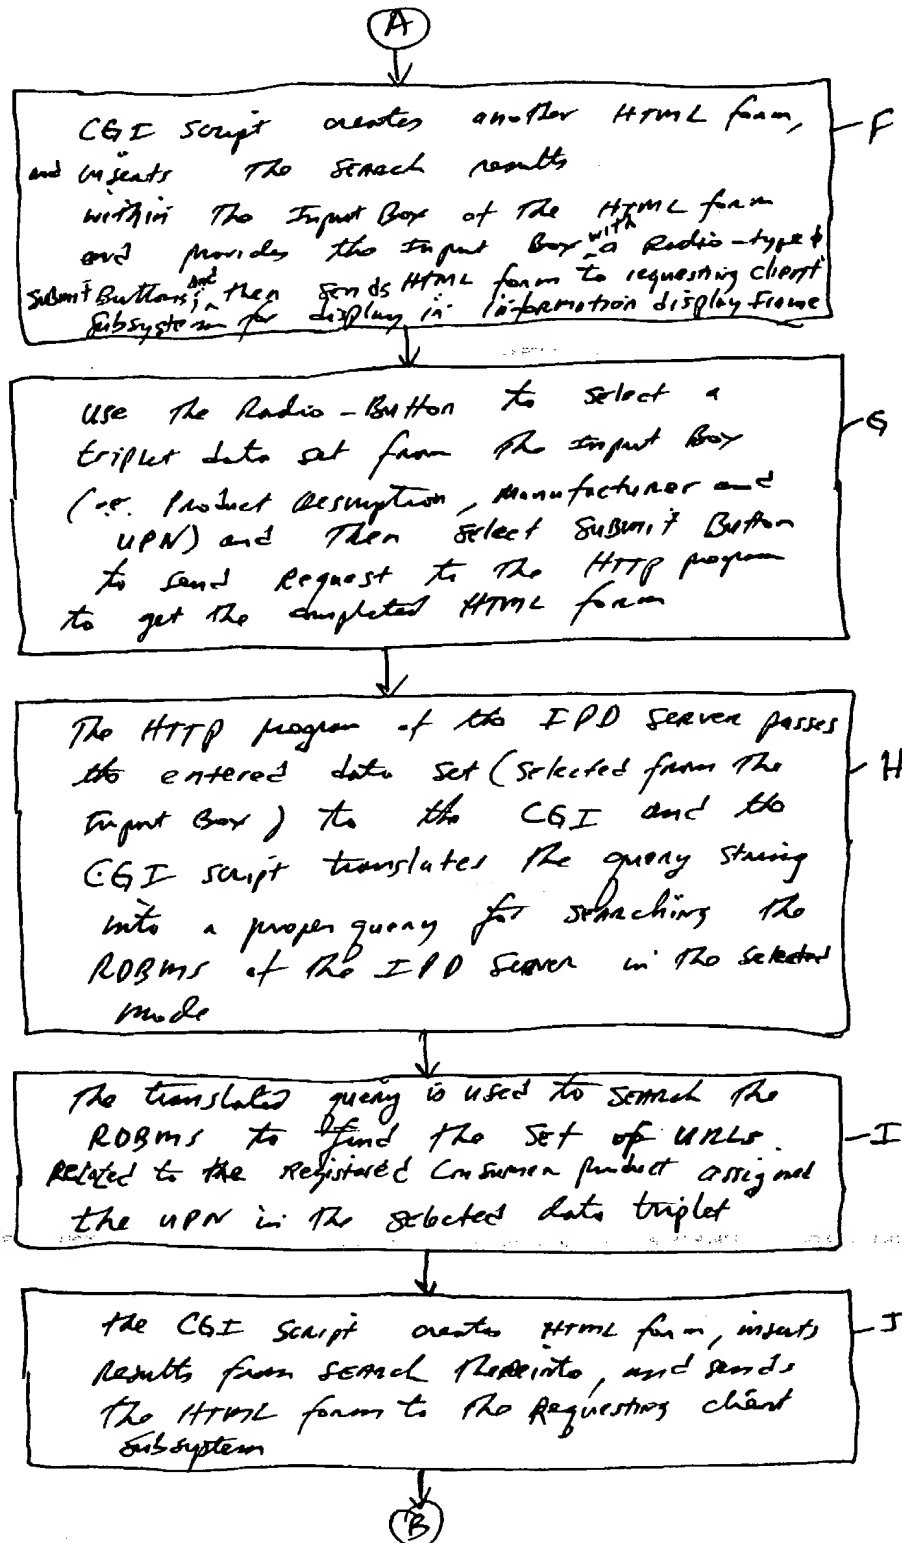 A
CGI Script creates another HTML form, F
and inserts the search results
within the Input Box of the HTML form
and provides the Input Box with a Radio-type &
Submit Buttons; and then sends HTML form to requesting client
Subsystem for display in information display frame
use the Radio-Button to select a
triplet data set from the Input Box G
(i.e. Product Description, Manufacturer and
UPN) and then select Submit Button
to send Request to the HTTP program
to get the completed HTML form
The HTTP program of the IPD Server passes
the entered data set (selected from the H
Input Box) to the CGI and the
CGI script translates the query string
into a proper query for searching the
RDBMS of the IPD Server in the selected
mode
The translated query is used to search the
RDBMS to find the set of URLs I
Related to the Registered Consumer product assigned
the UPN in the selected data triplet
the CGI Script creates HTML form, inserts J
results from search thereinto, and sends
the HTML form to the Requesting client
Subsystem
B